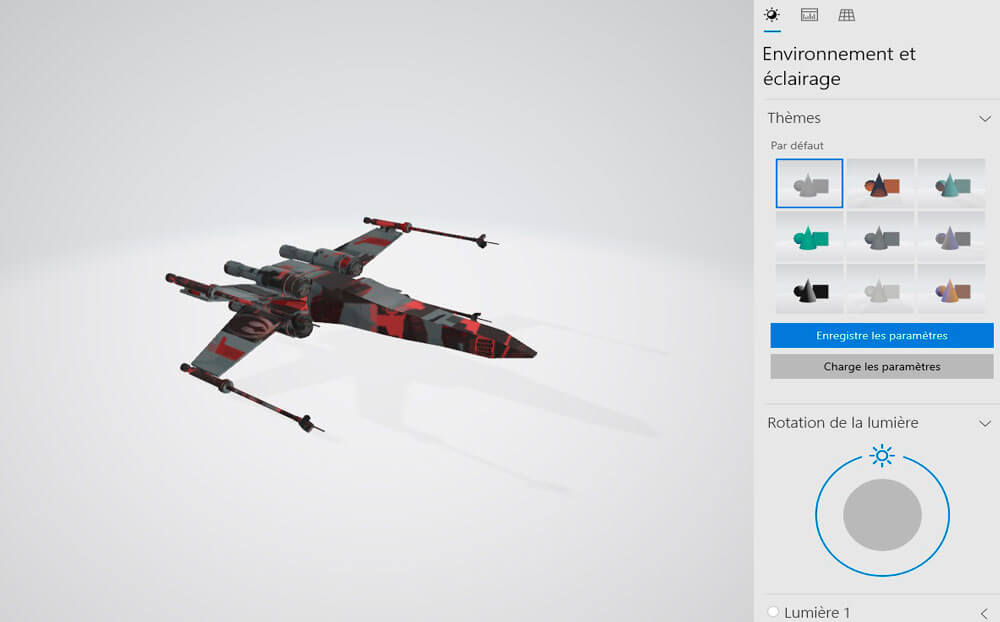 Environnement et
éclairage
Thèmes
Par défaut
Enregistre les paramètres
Charge les paramètres
Rotation de la lumière
Lumière 1